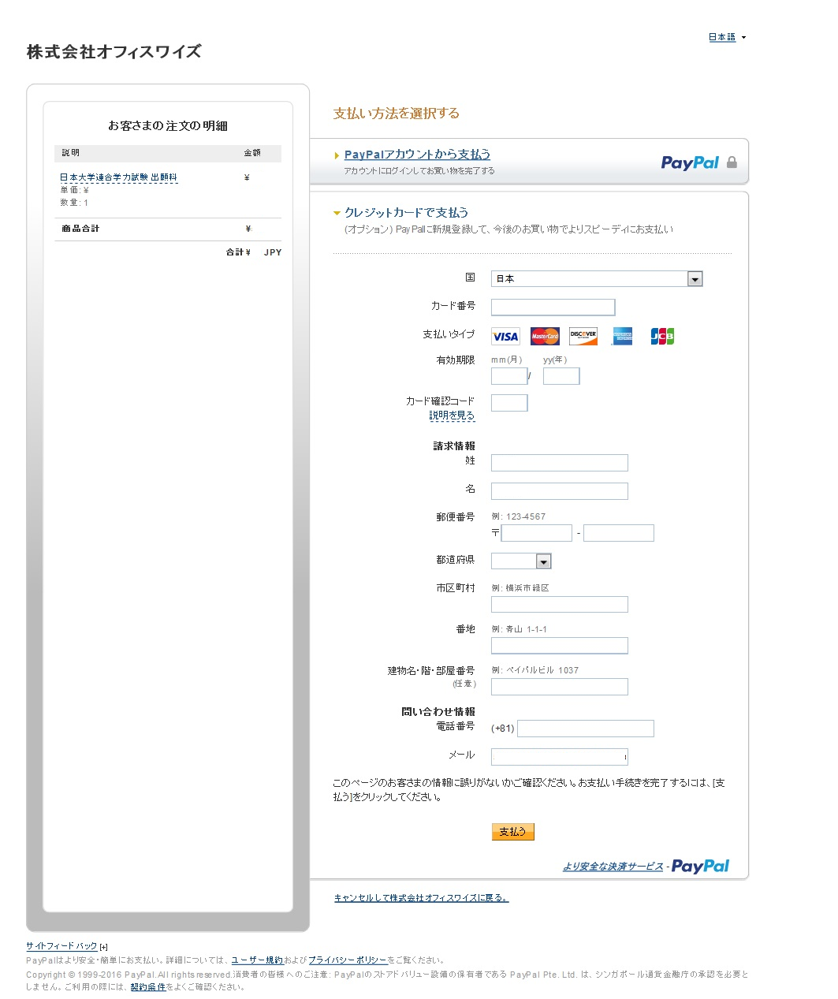 日本語
株式会社オフィスワイズ
お客さまの注文の明細
説明 金額
日本大学連合学力試験 出願料 ¥
単価: ¥
数量: 1
商品合計 ¥
合計 ¥ JPY
支払い方法を選択する
PayPalアカウントから支払う
アカウントにログインしてお買い物を完了する
PayPal
クレジットカードで支払う
(オプション) PayPalに新規登録して、今後のお買い物でよりスピーディにお支払い
国 日本
カード番号
支払いタイプ VISA MasterCard DISCOVER JCB
有効期限 mm(月) yy(年)
/
カード確認コード
説明を見る
請求情報
姓
名
郵便番号 例: 123-4567
〒 -
都道府県
市区町村 例: 横浜市緑区
番地 例: 青山 1-1-1
建物名・階・部屋番号 例: ペイパルビル 1037
(任意)
問い合わせ情報
電話番号 (+81)
メール
このページのお客さまの情報に誤りがないかご確認ください。お支払い手続きを完了するには、[支
払う]をクリックしてください。
支払う
より安全な決済サービス - PayPal
キャンセルして株式会社オフィスワイズに戻る。
サイトフィードバック [+]
PayPalはより安全・簡単にお支払い。詳細については、ユーザー規約およびプライバシーポリシーをご覧ください。
Copyright © 1999-2016 PayPal. All rights reserved.消費者の皆様へのご注意: PayPalのストアドバリュー設備の保有者である PayPal Pte. Ltd. は、シンガポール通貨金融庁の承認を必要と
しません。ご利用の際には、契約条件をよくご確認ください。